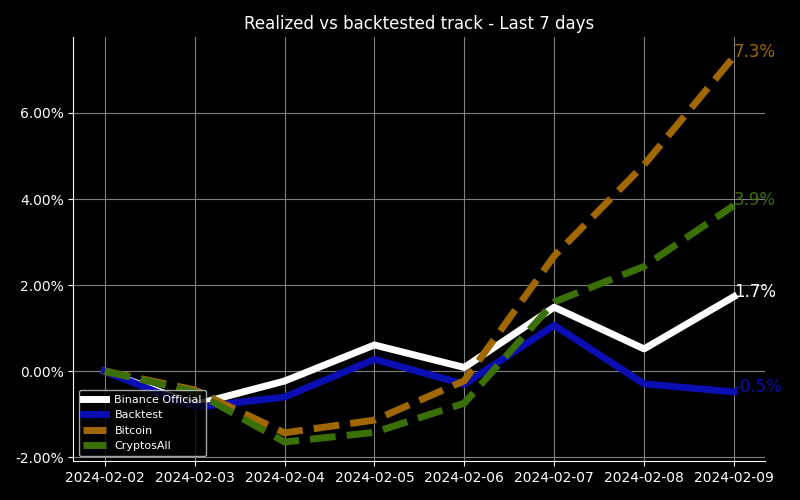 Realized vs backtested track - Last 7 days
7.3%
6.00%
4.00%
3.9%
2.00%
1.7%
0.00%
-0.5%
-2.00%
Binance Official
Backtest
Bitcoin
CryptosAll
2024-02-02 2024-02-03 2024-02-04 2024-02-05 2024-02-06 2024-02-07 2024-02-08 2024-02-09